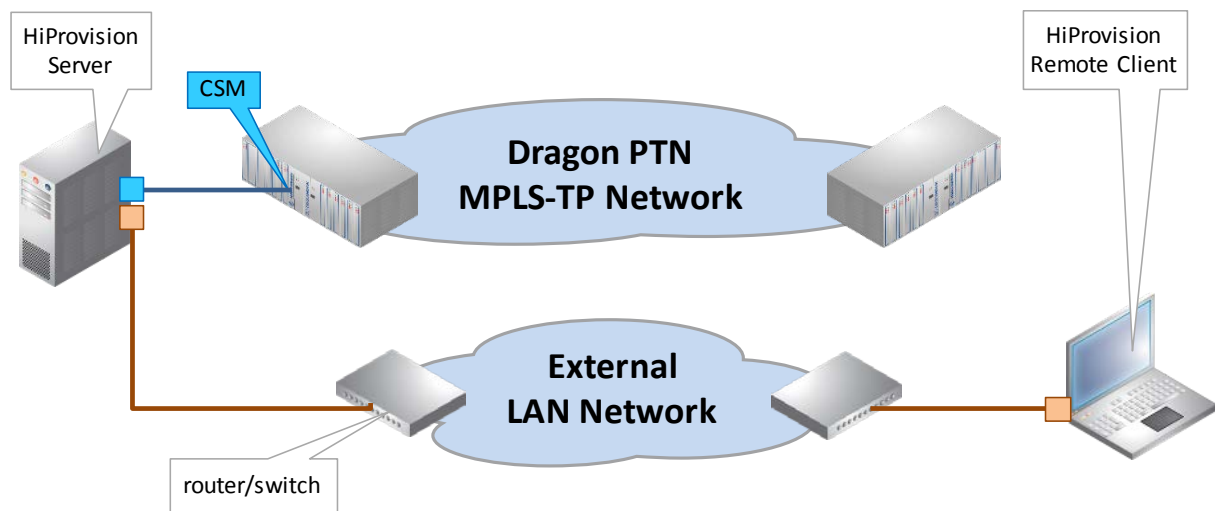 HiProvision
Server
HiProvision
Remote Client
CSM
Dragon PTN
MPLS-TP Network
External
LAN Network
router/switch